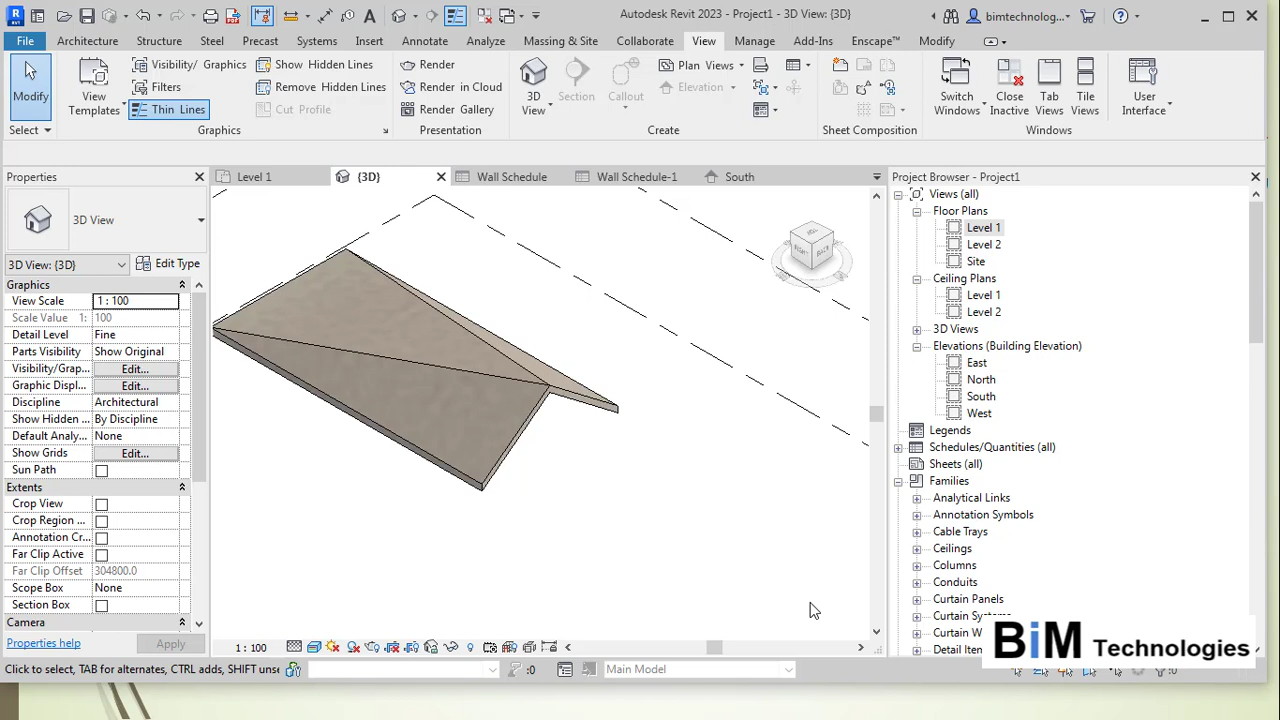 R
RVT
A
Autodesk Revit 2023 - Project1 - 3D View: {3D}
bimtechnolog...
?
File Architecture Structure Steel Precast Systems Insert Annotate Analyze Massing & Site Collaborate View Manage Add-Ins Enscape™ Modify
Modify
Select
View
Templates
Visibility/ Graphics
Filters
Thin Lines
Show Hidden Lines
Remove Hidden Lines
Cut Profile
Graphics
Render
Render in Cloud
Render Gallery
Presentation
3D
View
Section
Callout
Plan Views
Elevation
Create
Sheet Composition
Switch
Windows
Close
Inactive
Tab
Views
Tile
Views
Windows
User
Interface
Properties
3D View
3D View: {3D}
Edit Type
Graphics
View Scale 1 : 100
Scale Value 1: 100
Detail Level Fine
Parts Visibility Show Original
Visibility/Grap... Edit...
Graphic Displ... Edit...
Discipline Architectural
Show Hidden ... By Discipline
Default Analy... None
Show Grids Edit...
Sun Path
Extents
Crop View
Crop Region ...
Annotation Cr...
Far Clip Active
Far Clip Offset 304800.0
Scope Box None
Section Box
Camera
Properties help
Apply
Level 1
{3D}
Wall Schedule
Wall Schedule-1
South
RIGHT
BACK
1 : 100
Project Browser - Project1
Views (all)
Floor Plans
Level 1
Level 2
Site
Ceiling Plans
Level 1
Level 2
3D Views
Elevations (Building Elevation)
East
North
South
West
Legends
Schedules/Quantities (all)
Sheets (all)
Families
Analytical Links
Annotation Symbols
Cable Trays
Ceilings
Columns
Conduits
Curtain Panels
Curtain Systems
Curtain W
Detail Iten
BiM Technologies
Click to select, TAB for alternates, CTRL adds, SHIFT unse
:0
Main Model
:0